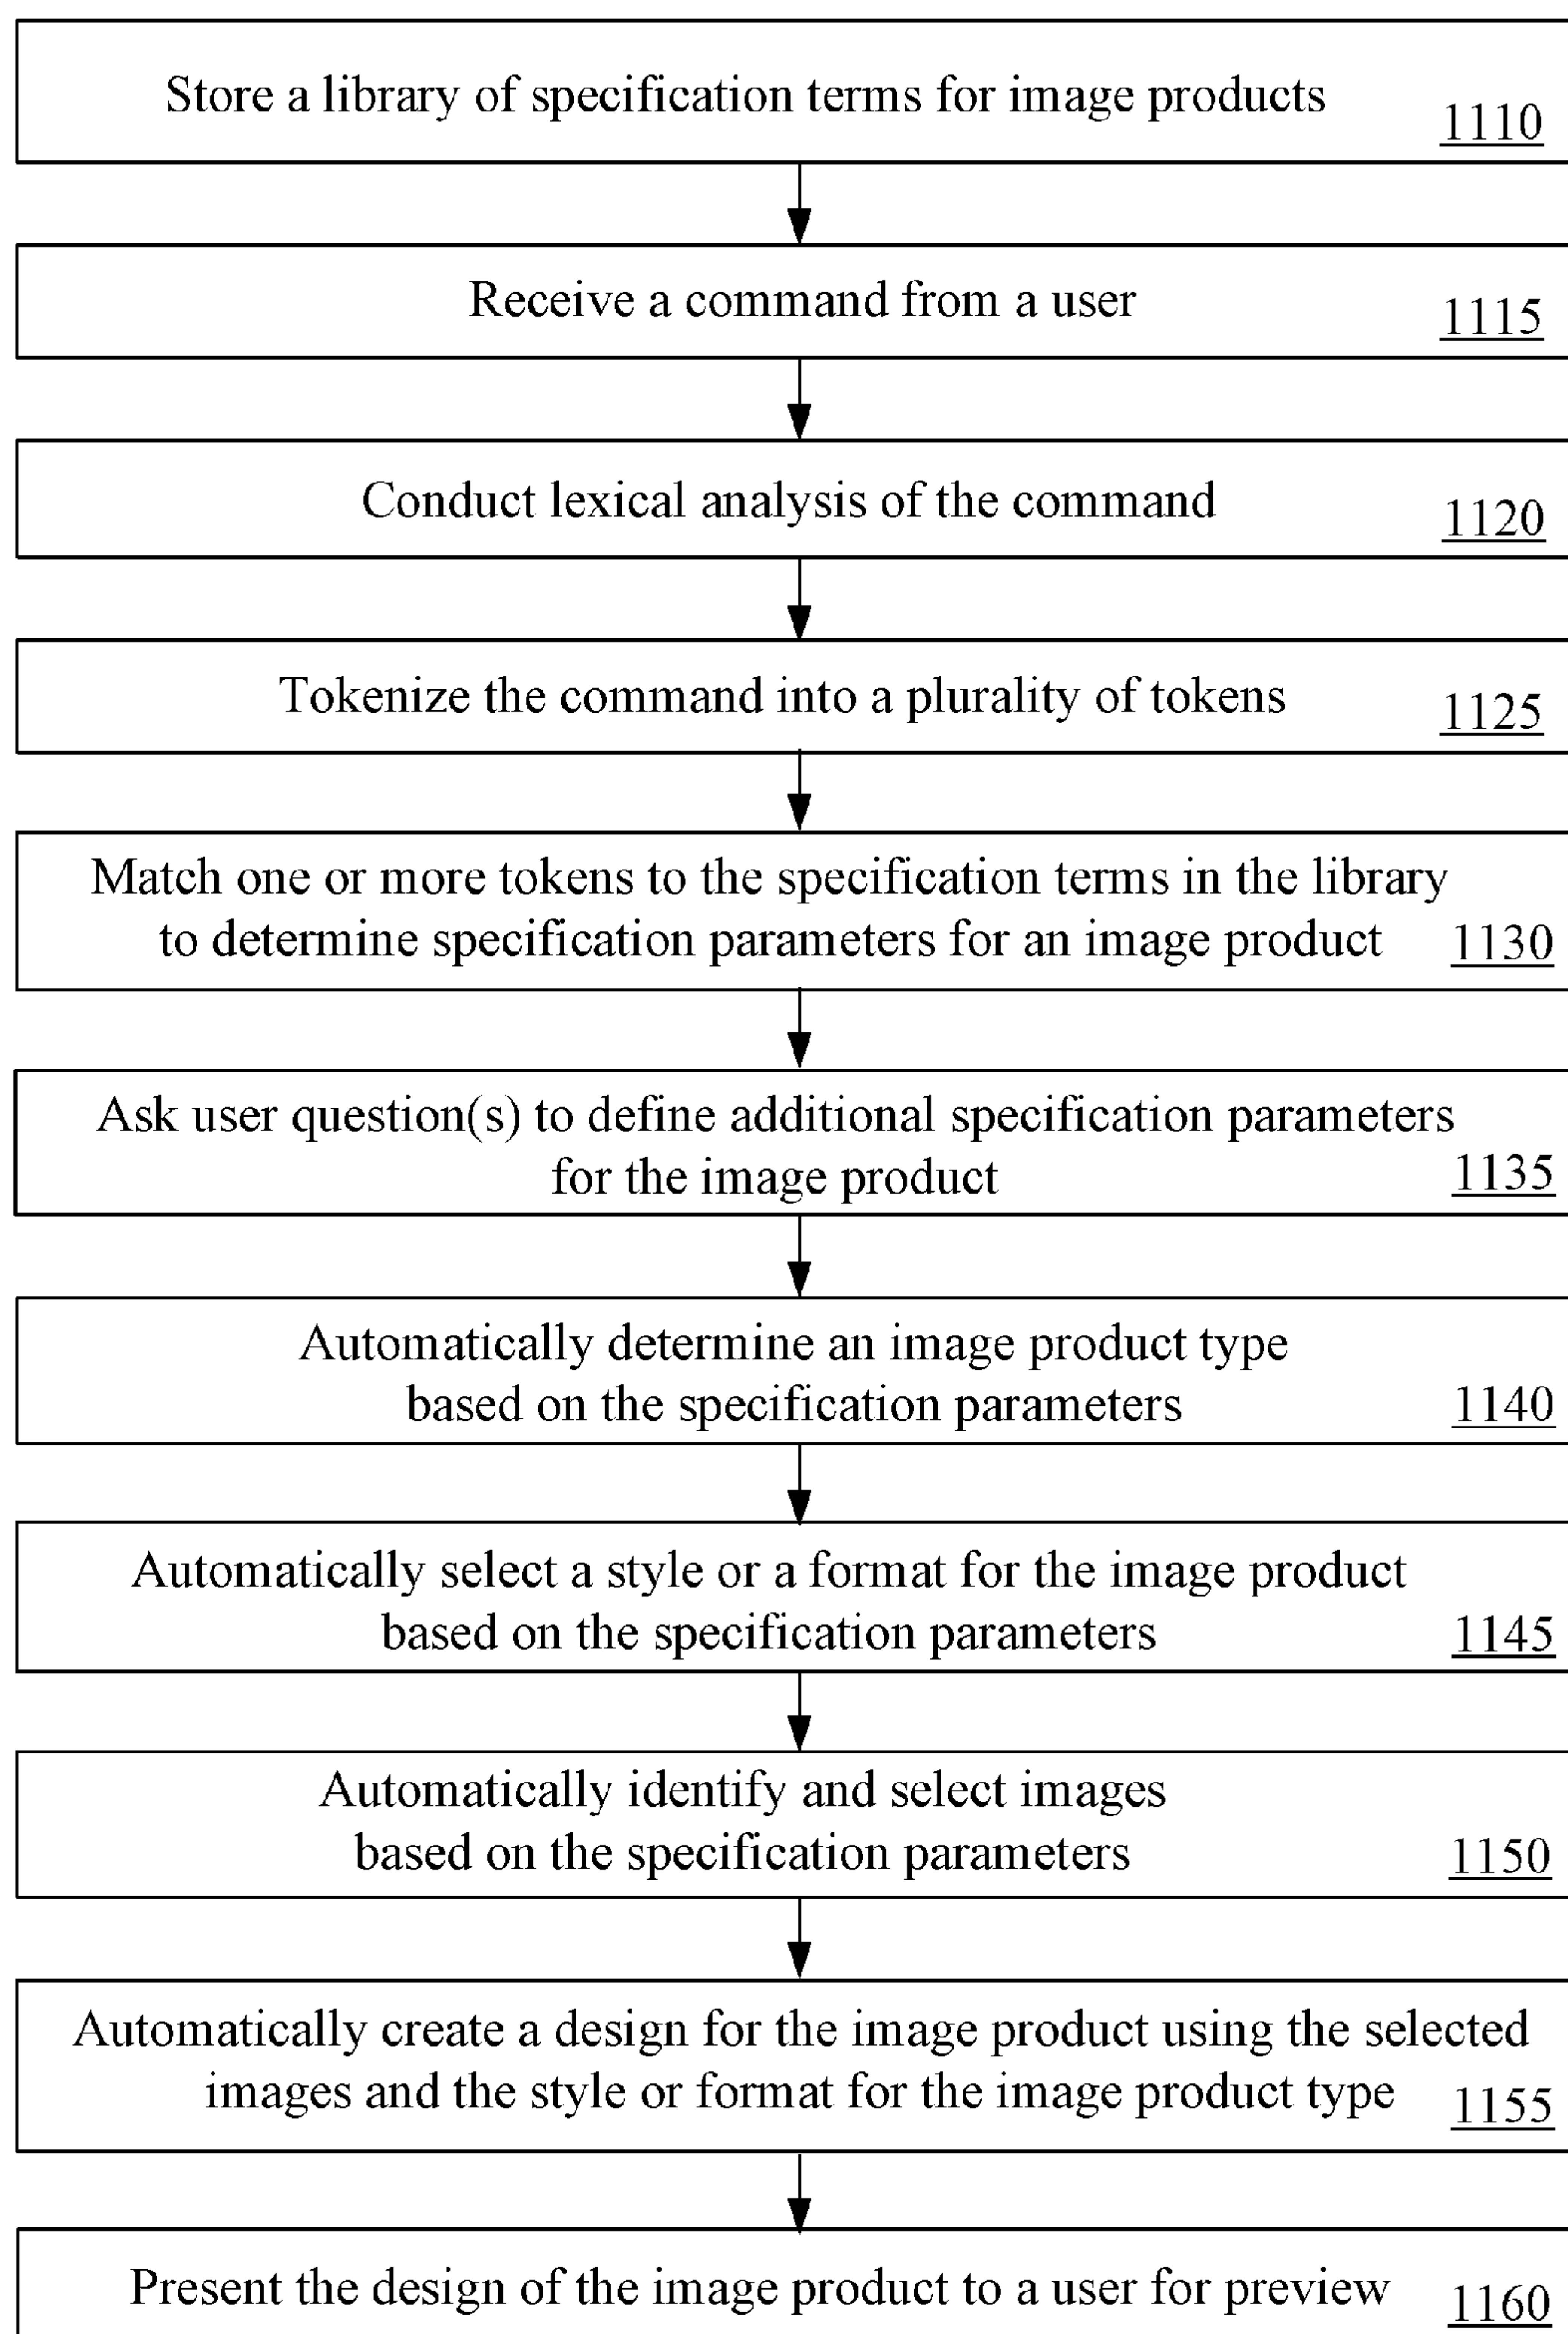 Store a library of specification terms for image products 1110
Receive a command from a user 1115
Conduct lexical analysis of the command 1120
Tokenize the command into a plurality of tokens 1125
Match one or more tokens to the specification terms in the library
to determine specification parameters for an image product 1130
Ask user question(s) to define additional specification parameters
for the image product 1135
Automatically determine an image product type
based on the specification parameters 1140
Automatically select a style or a format for the image product
based on the specification parameters 1145
Automatically identify and select images
based on the specification parameters 1150
Automatically create a design for the image product using the selected
images and the style or format for the image product type 1155
Present the design of the image product to a user for preview 1160